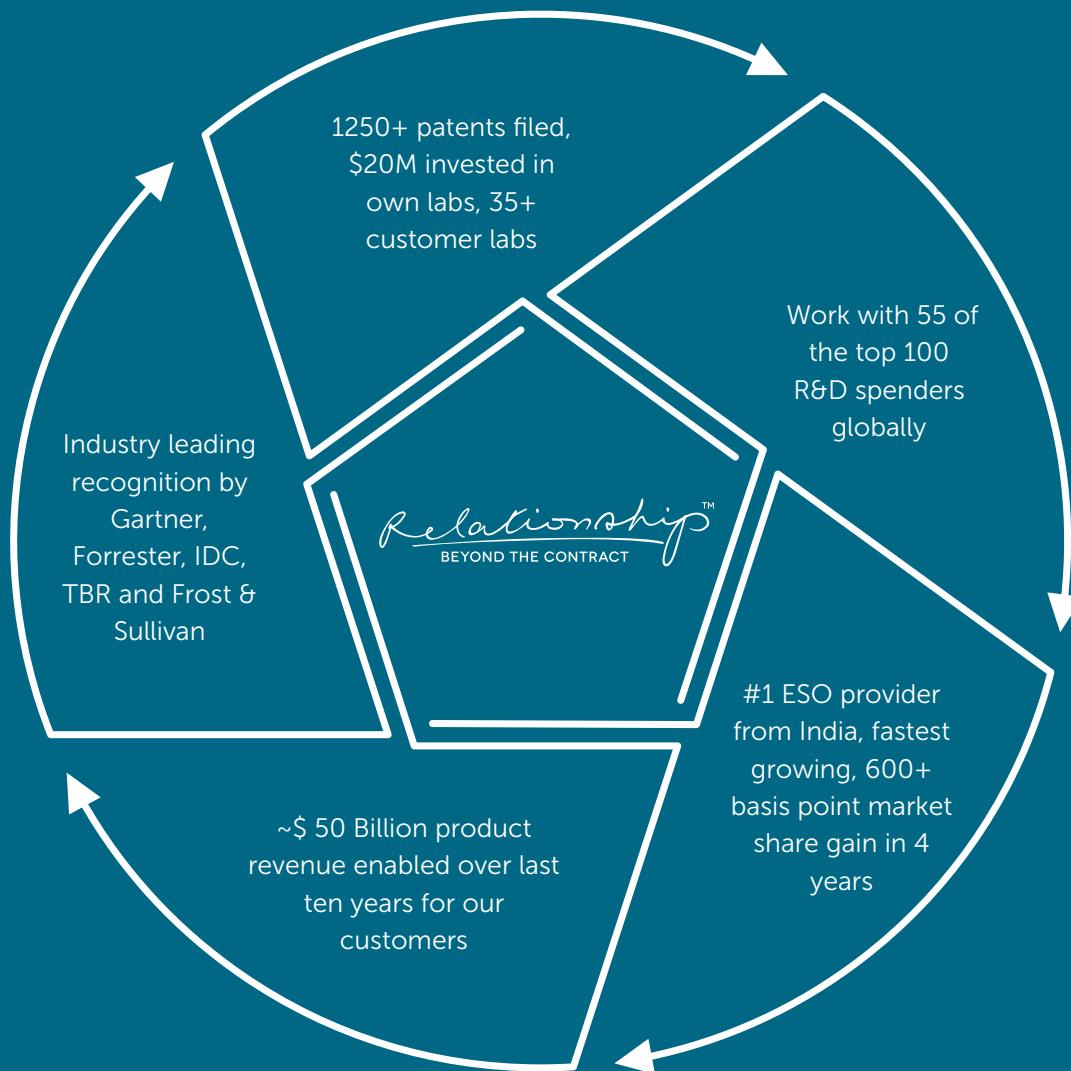 1250+ patents filed,
$20M invested in
own labs, 35+
customer labs
Work with 55 of
the top 100
R&D spenders
globally
#1 ESO provider
from India, fastest
growing, 600+
basis point market
share gain in 4
years
~$ 50 Billion product
revenue enabled over last
ten years for our
customers
Industry leading
recognition by
Gartner,
Forrester, IDC,
TBR and Frost &
Sullivan
Relationship™
BEYOND THE CONTRACT